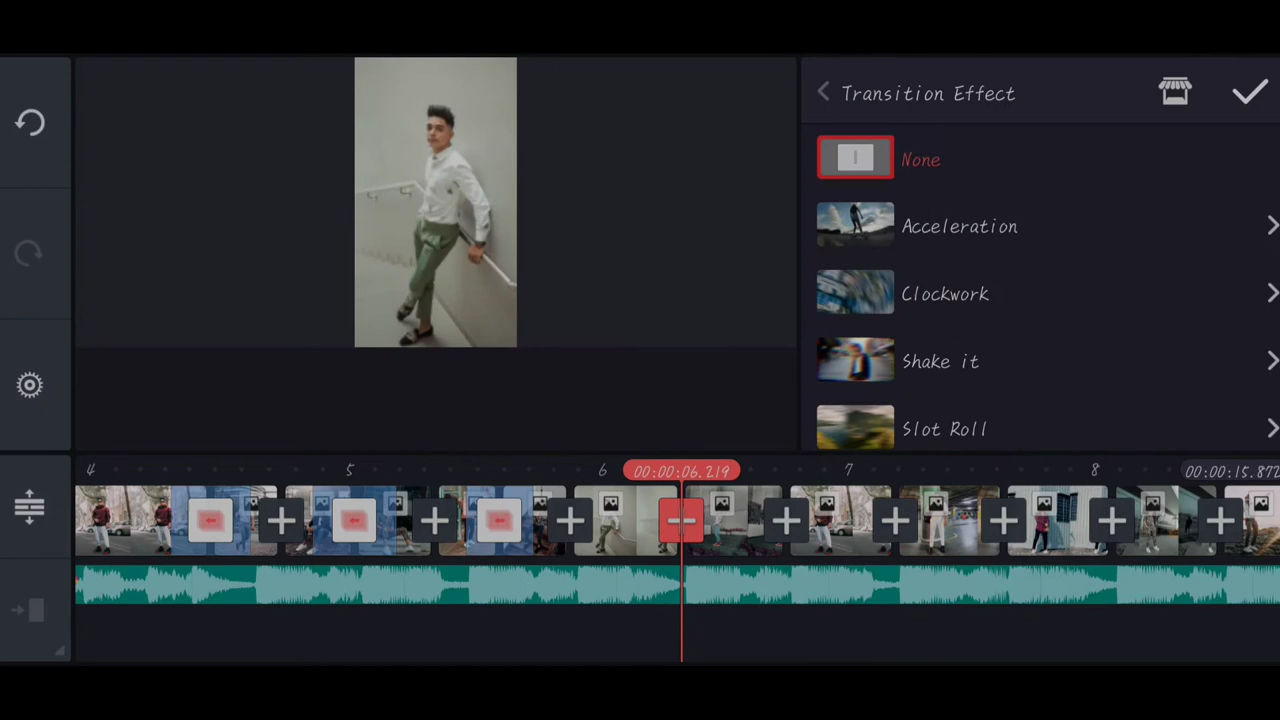 Transition Effect
None
Acceleration
Clockwork
Shake it
Slot Roll
4
5
6
00:00:06.219
7
8
00:00:15.872